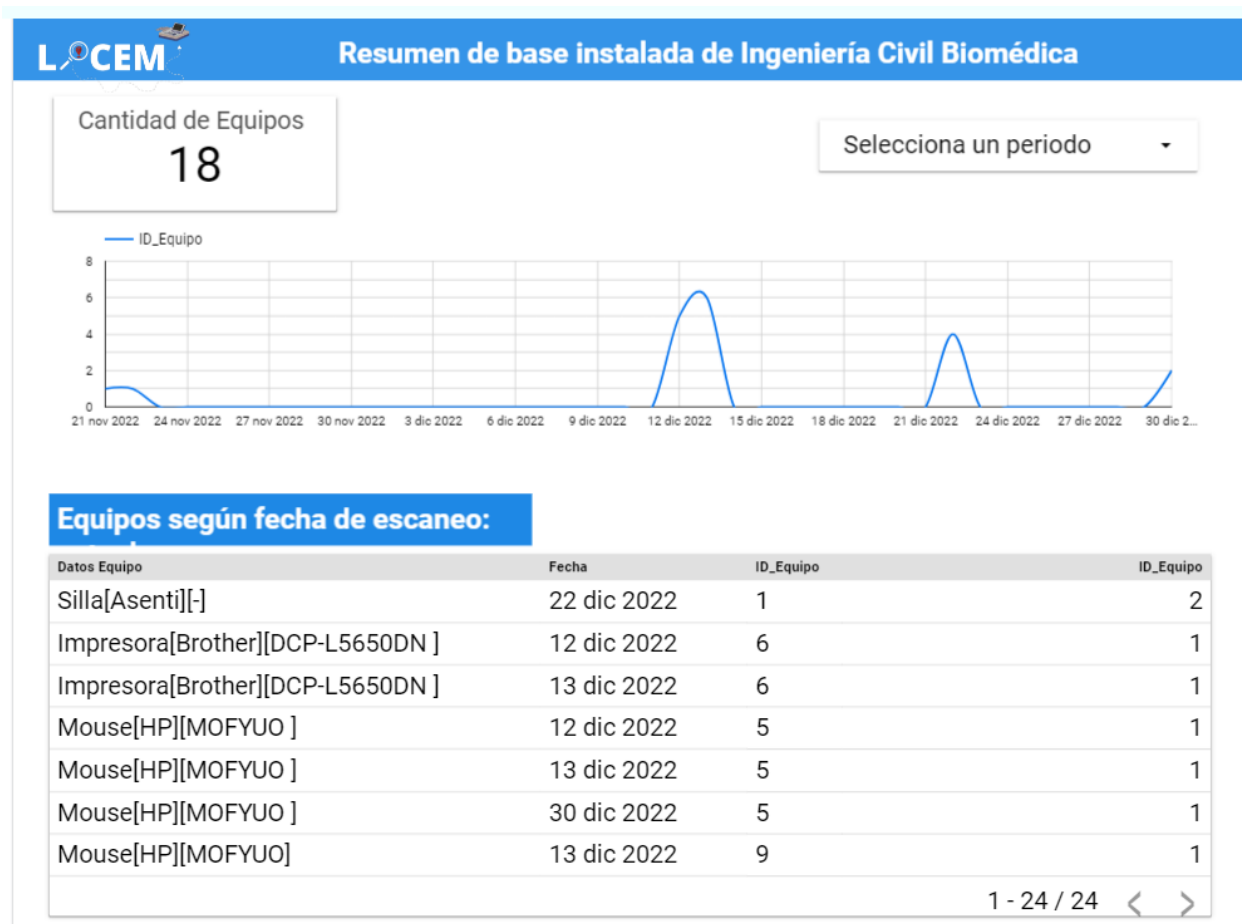 LOCEM
Resumen de base instalada de Ingeniería Civil Biomédica
Cantidad de Equipos
18
Selecciona un periodo
ID_Equipo
8
6
4
2
0
21 nov 2022 24 nov 2022 27 nov 2022 30 nov 2022 3 dic 2022 6 dic 2022 9 dic 2022 12 dic 2022 15 dic 2022 18 dic 2022 21 dic 2022 24 dic 2022 27 dic 2022 30 dic 2...
Equipos según fecha de escaneo:
Datos Equipo Fecha ID_Equipo ID_Equipo
Silla[Asenti][-] 22 dic 2022 1 2
Impresora[Brother][DCP-L5650DN ] 12 dic 2022 6 1
Impresora[Brother][DCP-L5650DN ] 13 dic 2022 6 1
Mouse[HP][MOFYUO ] 12 dic 2022 5 1
Mouse[HP][MOFYUO ] 13 dic 2022 5 1
Mouse[HP][MOFYUO ] 30 dic 2022 5 1
Mouse[HP][MOFYUO] 13 dic 2022 9 1
1 - 24 / 24 < >